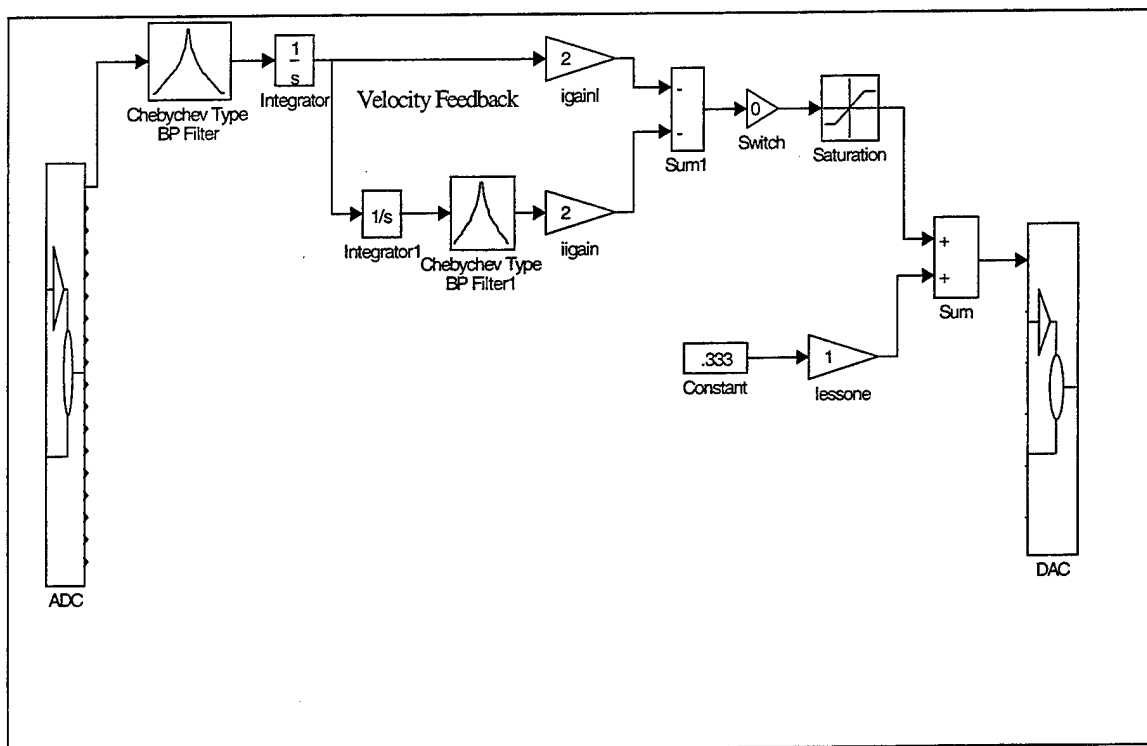 1
s
Chebychev Type
BP Filter
Integrator
Velocity Feedback
2
igainl
-
-
Sum1
0
Switch
Saturation
1/s
Integrator1
Chebychev Type
BP Filter1
2
iigain
+
+
Sum
.333
Constant
1
lessone
ADC
DAC